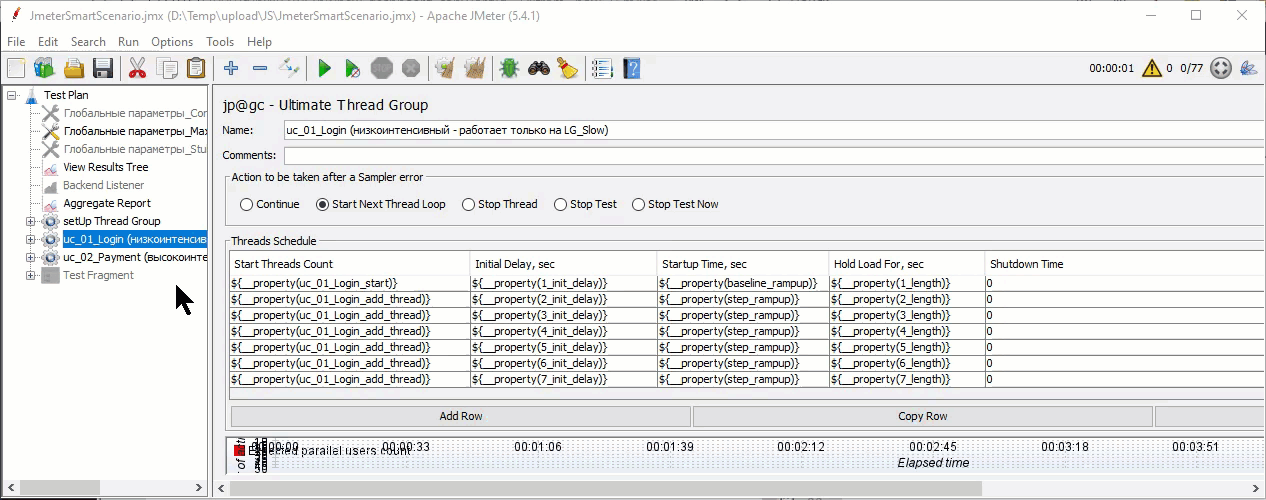 JmeterSmartScenario.jmx (D:\Temp\upload\JS\JmeterSmartScenario.jmx) - Apache JMeter (5.4.1)
File Edit Search Run Options Tools Help
00:00:01 0 0/77
Test Plan
Глобальные параметры_Cor
Глобальные параметры_Max
Глобальные параметры_Stu
View Results Tree
Backend Listener
Aggregate Report
setUp Thread Group
uc_01_Login (низкоинтенсив
uc_02_Payment (высокоинте
Test Fragment
jp@gc - Ultimate Thread Group
Name: uc_01_Login (низкоинтенсивный - работает только на LG_Slow)
Comments:
Action to be taken after a Sampler error
Continue Start Next Thread Loop Stop Thread Stop Test Stop Test Now
Threads Schedule
Start Threads Count Initial Delay, sec Startup Time, sec Hold Load For, sec Shutdown Time
${__property(uc_01_Login_start)} ${__property(1_init_delay)} ${__property(baseline_rampup)} ${__property(1_length)} 0
${__property(uc_01_Login_add_thread)} ${__property(2_init_delay)} ${__property(step_rampup)} ${__property(2_length)} 0
${__property(uc_01_Login_add_thread)} ${__property(3_init_delay)} ${__property(step_rampup)} ${__property(3_length)} 0
${__property(uc_01_Login_add_thread)} ${__property(4_init_delay)} ${__property(step_rampup)} ${__property(4_length)} 0
${__property(uc_01_Login_add_thread)} ${__property(5_init_delay)} ${__property(step_rampup)} ${__property(5_length)} 0
${__property(uc_01_Login_add_thread)} ${__property(6_init_delay)} ${__property(step_rampup)} ${__property(6_length)} 0
${__property(uc_01_Login_add_thread)} ${__property(7_init_delay)} ${__property(step_rampup)} ${__property(7_length)} 0
Add Row Copy Row
00:00:33 00:01:06 00:01:39 00:02:12 00:02:45 00:03:18 00:03:51
Expected parallel users count
Elapsed time